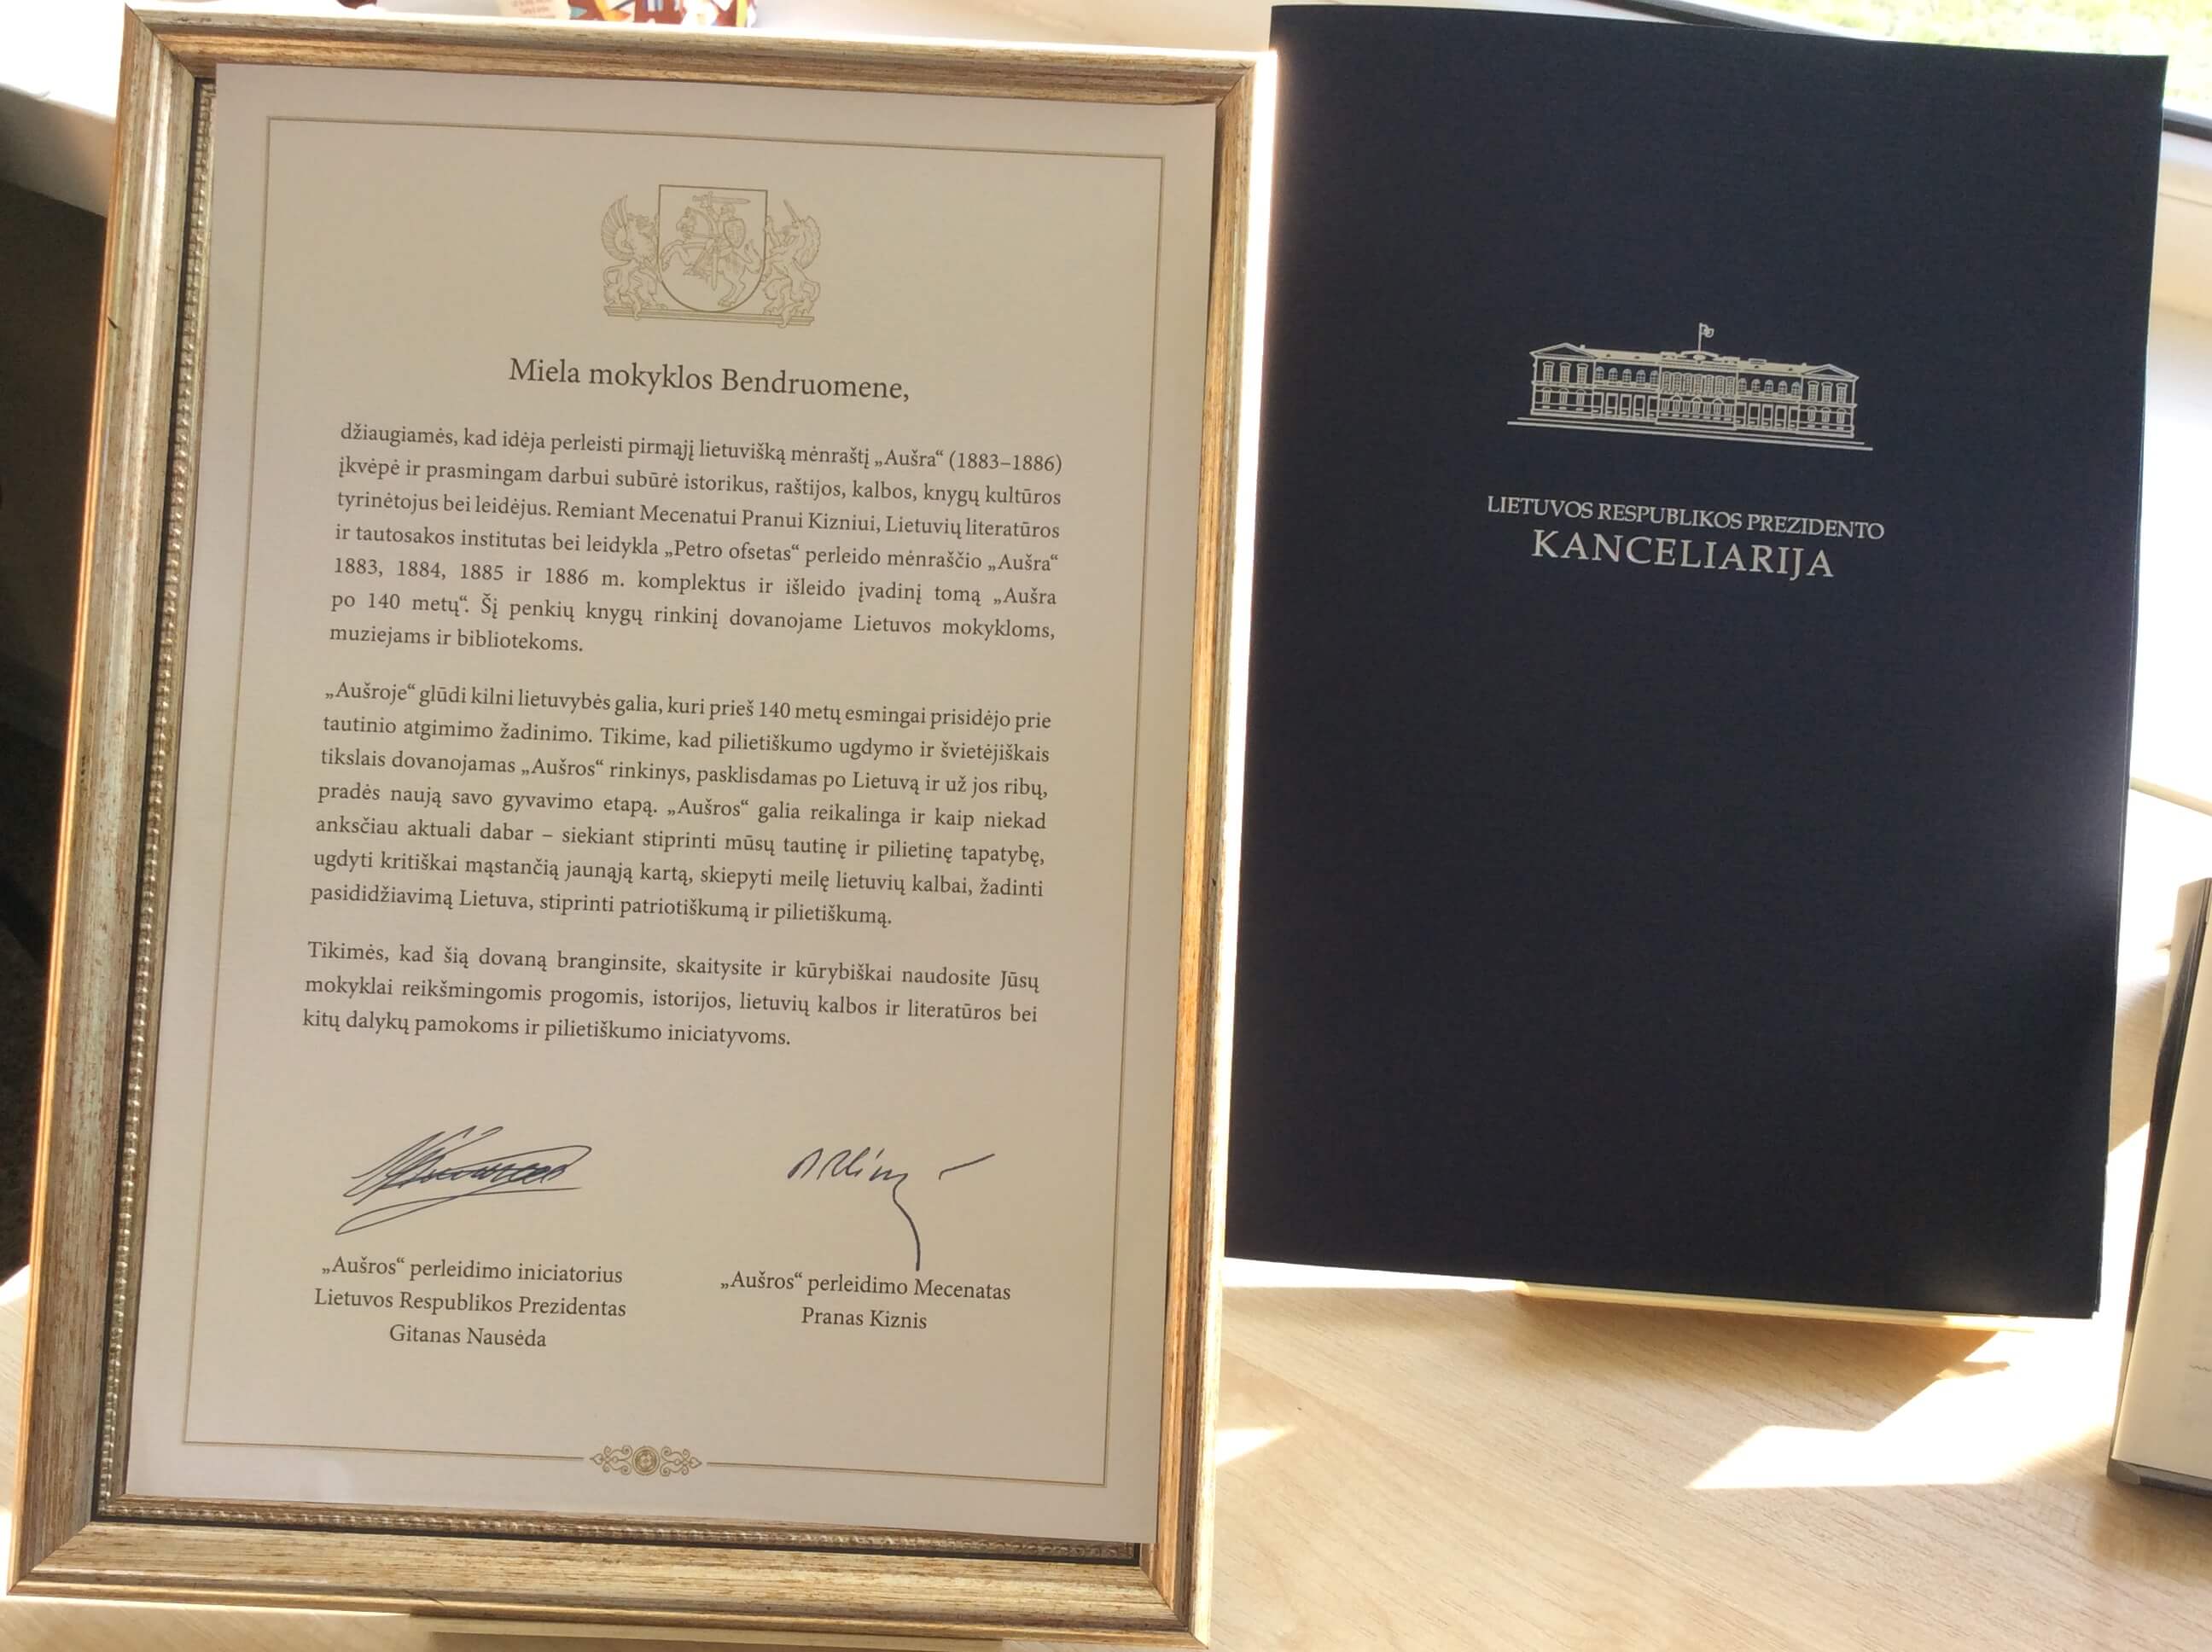 Miela mokyklos Bendruomene,
džiaugiamės, kad idėja perleisti pirmąjį lietuvišką mėnraštį „Aušra“ (1883–1886)
įkvėpė ir prasmingam darbui subūrė istorikus, raštijos, kalbos, knygų kultūros
tyrinėtojus bei leidėjus. Remiant Mecenatui Pranui Kizniui, Lietuvių literatūros
ir tautosakos institutas bei leidykla „Petro ofsetas“ perleido mėnraščio „Aušra“
1883, 1884, 1885 ir 1886 m. komplektus ir išleido įvadinį tomą „Aušra
po 140 metų“. Šį penkių knygų rinkinį dovanojame Lietuvos mokykloms,
muziejams ir bibliotekoms.
„Aušroje“ glūdi kilni lietuvybės galia, kuri prieš 140 metų esmingai prisidėjo prie
tautinio atgimimo žadinimo. Tikime, kad pilietiškumo ugdymo ir švietėjiškais
tikslais dovanojamas „Aušros“ rinkinys, pasklisdamas po Lietuvą ir už jos ribų,
pradės naują savo gyvavimo etapą. „Aušros“ galia reikalinga ir kaip niekad
anksčiau aktuali dabar – siekiant stiprinti mūsų tautinę ir pilietinę tapatybę,
ugdyti kritiškai mąstančią jaunąją kartą, skiepyti meilę lietuvių kalbai, žadinti
pasididžiavimą Lietuva, stiprinti patriotiškumą ir pilietiškumą.
Tikimės, kad šią dovaną branginsite, skaitysite ir kūrybiškai naudosite Jūsų
mokyklai reikšmingomis progomis, istorijos, lietuvių kalbos ir literatūros bei
kitų dalykų pamokoms ir pilietiškumo iniciatyvoms.
„Aušros“ perleidimo iniciatorius
Lietuvos Respublikos Prezidentas
Gitanas Nausėda
„Aušros“ perleidimo Mecenatas
Pranas Kiznis
LIETUVOS RESPUBLIKOS PREZIDENTO
KANCELIARIJA